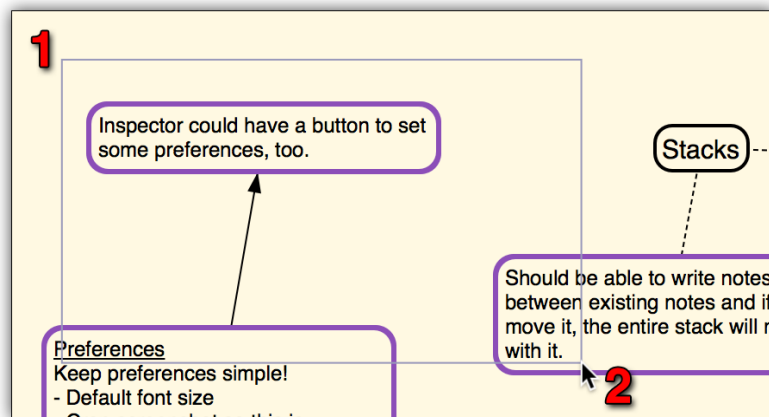 1
Inspector could have a button to set
some preferences, too.
Stacks
Should be able to write notes
between existing notes and if
move it, the entire stack will
with it.
Preferences
Keep preferences simple!
- Default font size
2